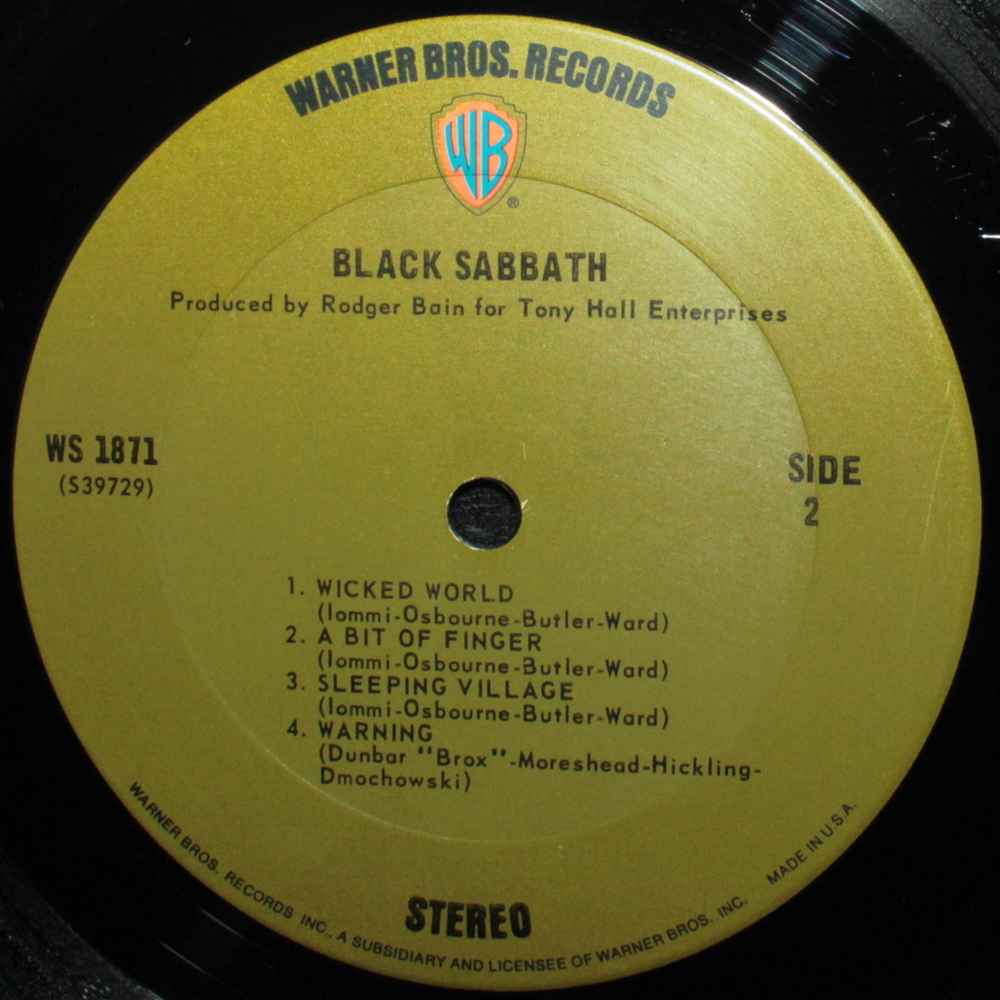 WARNER BROS. RECORDS
WB
®
BLACK SABBATH
Produced by Rodger Bain for Tony Hall Enterprises
WS 1871
(S39729)
SIDE
2
1. WICKED WORLD
(Iommi-Osbourne-Butler-Ward)
2. A BIT OF FINGER
(Iommi-Osbourne-Butler-Ward)
3. SLEEPING VILLAGE
(Iommi-Osbourne-Butler-Ward)
4. WARNING
(Dunbar "Brox"-Moreshead-Hickling-
Dmochowski)
STEREO
WARNER BROS. RECORDS INC., A SUBSIDIARY AND LICENSEE OF WARNER BROS. INC. MADE IN U.S.A.